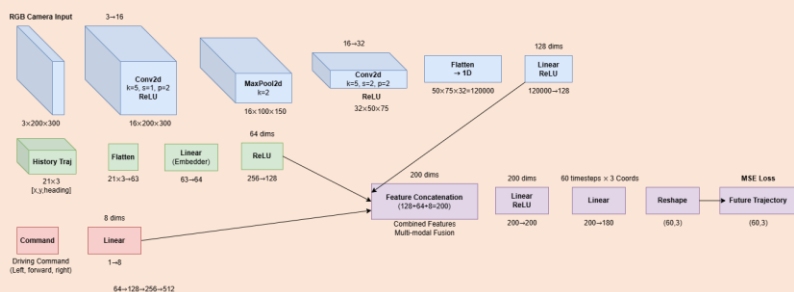 RGB Camera Input
3→16
Conv2d
k=5, s=1, p=2
ReLU
3×200×300
16×200×300
MaxPool2d
k=2
16×100×150
16→32
Conv2d
k=5, s=2, p=2
ReLU
32×50×75
Flatten
→ 1D
50×75×32=120000
128 dims
Linear
ReLU
120000→128
History Traj
21×3
[x,y,heading]
Flatten
21×3→63
Linear
(Embedder)
63→64
64 dims
ReLU
256→128
Command
Driving Command
(Left, forward, right)
8 dims
Linear
1→8
200 dims
Feature Concatenation
(128+64+8=200)
Combined Features
Multi-modal Fusion
200 dims
Linear
ReLU
200→200
60 timesteps × 3 Coords
Linear
200→180
Reshape
(60,3)
MSE Loss
Future Trajectory
(60,3)
64→128→256→512